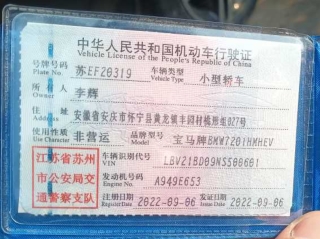 中华人民共和国机动车行驶证
Vehicle License of the People's Republic of China
号牌号码 Plate No. 苏EF20319 车辆类型 Vehicle Type 小型轿车
所有人 Owner 李辉
住址 Address 安徽省安庆市怀宁县黄龙镇 组027号
使用性质 Use Character 非营运 品牌型号 Model 宝马牌BMW7201HMHEV
江苏省苏州市公安局交通警察支队
车辆识别代号 VIN
发动机号码 Engine No. A949E653
注册日期 Register Date 2022-09-06 发证日期 Issue Date 2022-09-06